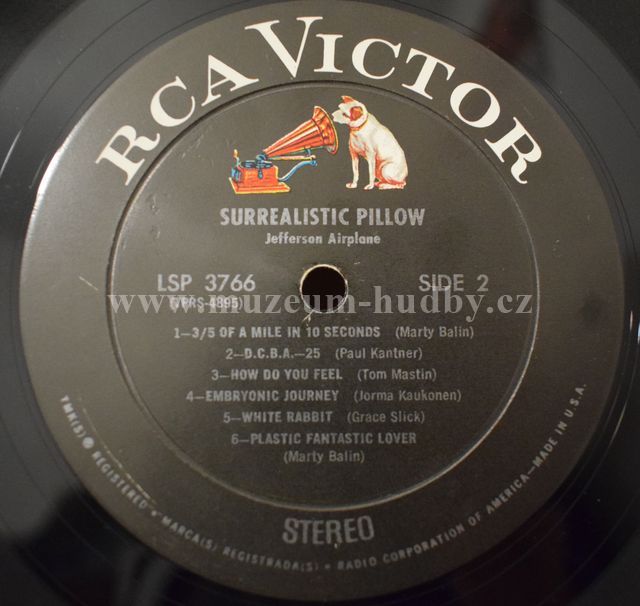 RCA VICTOR
SURREALISTIC PILLOW
Jefferson Airplane
LSP 3766 SIDE 2
(VPRS-4895)
www.muzeum-hudby.cz
1—3/5 OF A MILE IN 10 SECONDS (Marty Balin)
2—D.C.B.A.—25 (Paul Kantner)
3—HOW DO YOU FEEL (Tom Mastin)
4—EMBRYONIC JOURNEY (Jorma Kaukonen)
5—WHITE RABBIT (Grace Slick)
6—PLASTIC FANTASTIC LOVER
(Marty Balin)
STEREO
TMK(S) ® REGISTERED • MARCA(S) REGISTRADA(S) • RADIO CORPORATION OF AMERICA—MADE IN U.S.A.